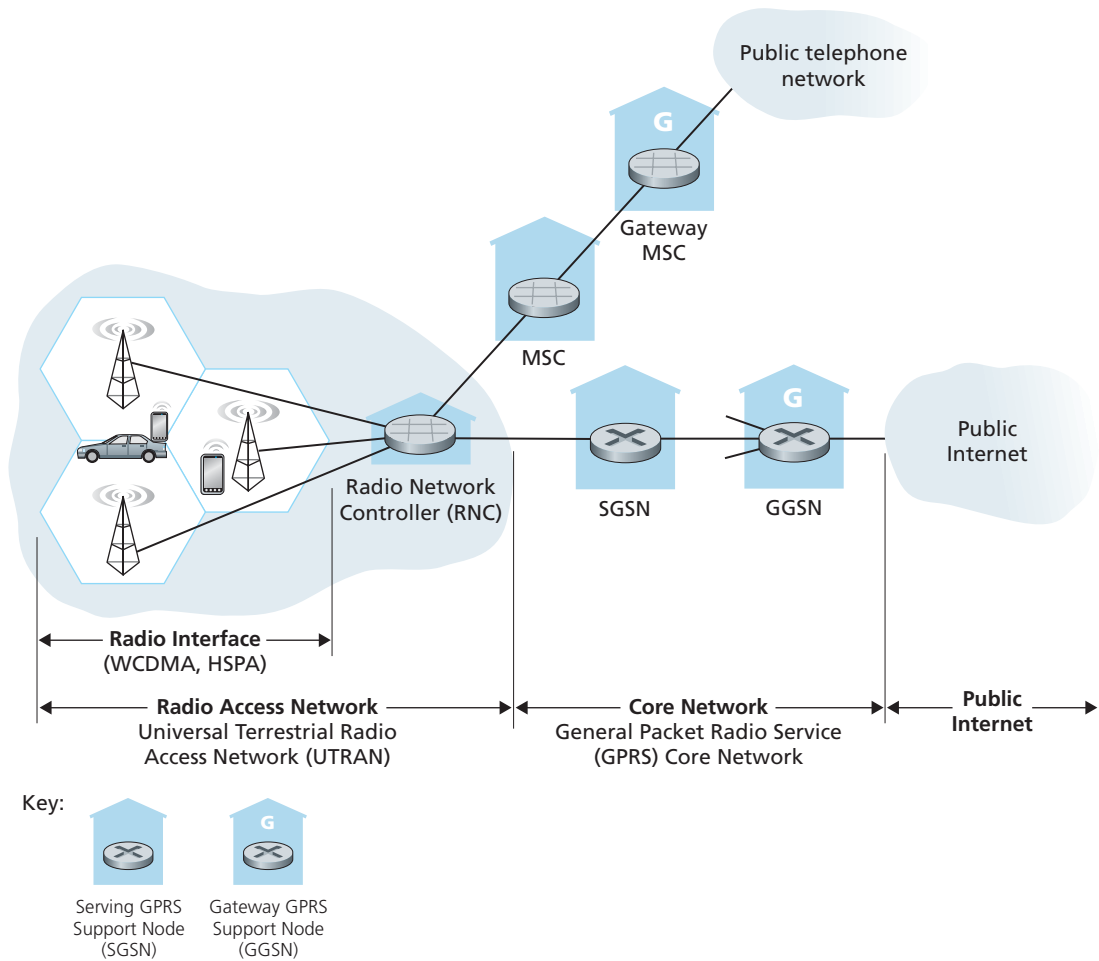 Public telephone
network
G
Gateway
MSC
MSC
G
SGSN
GGSN
Public
Internet
Radio Network
Controller (RNC)
Radio Interface
(WCDMA, HSPA)
Radio Access Network
Universal Terrestrial Radio
Access Network (UTRAN)
Core Network
General Packet Radio Service
(GPRS) Core Network
Public
Internet
Key:
G
Serving GPRS
Support Node
(SGSN)
Gateway GPRS
Support Node
(GGSN)